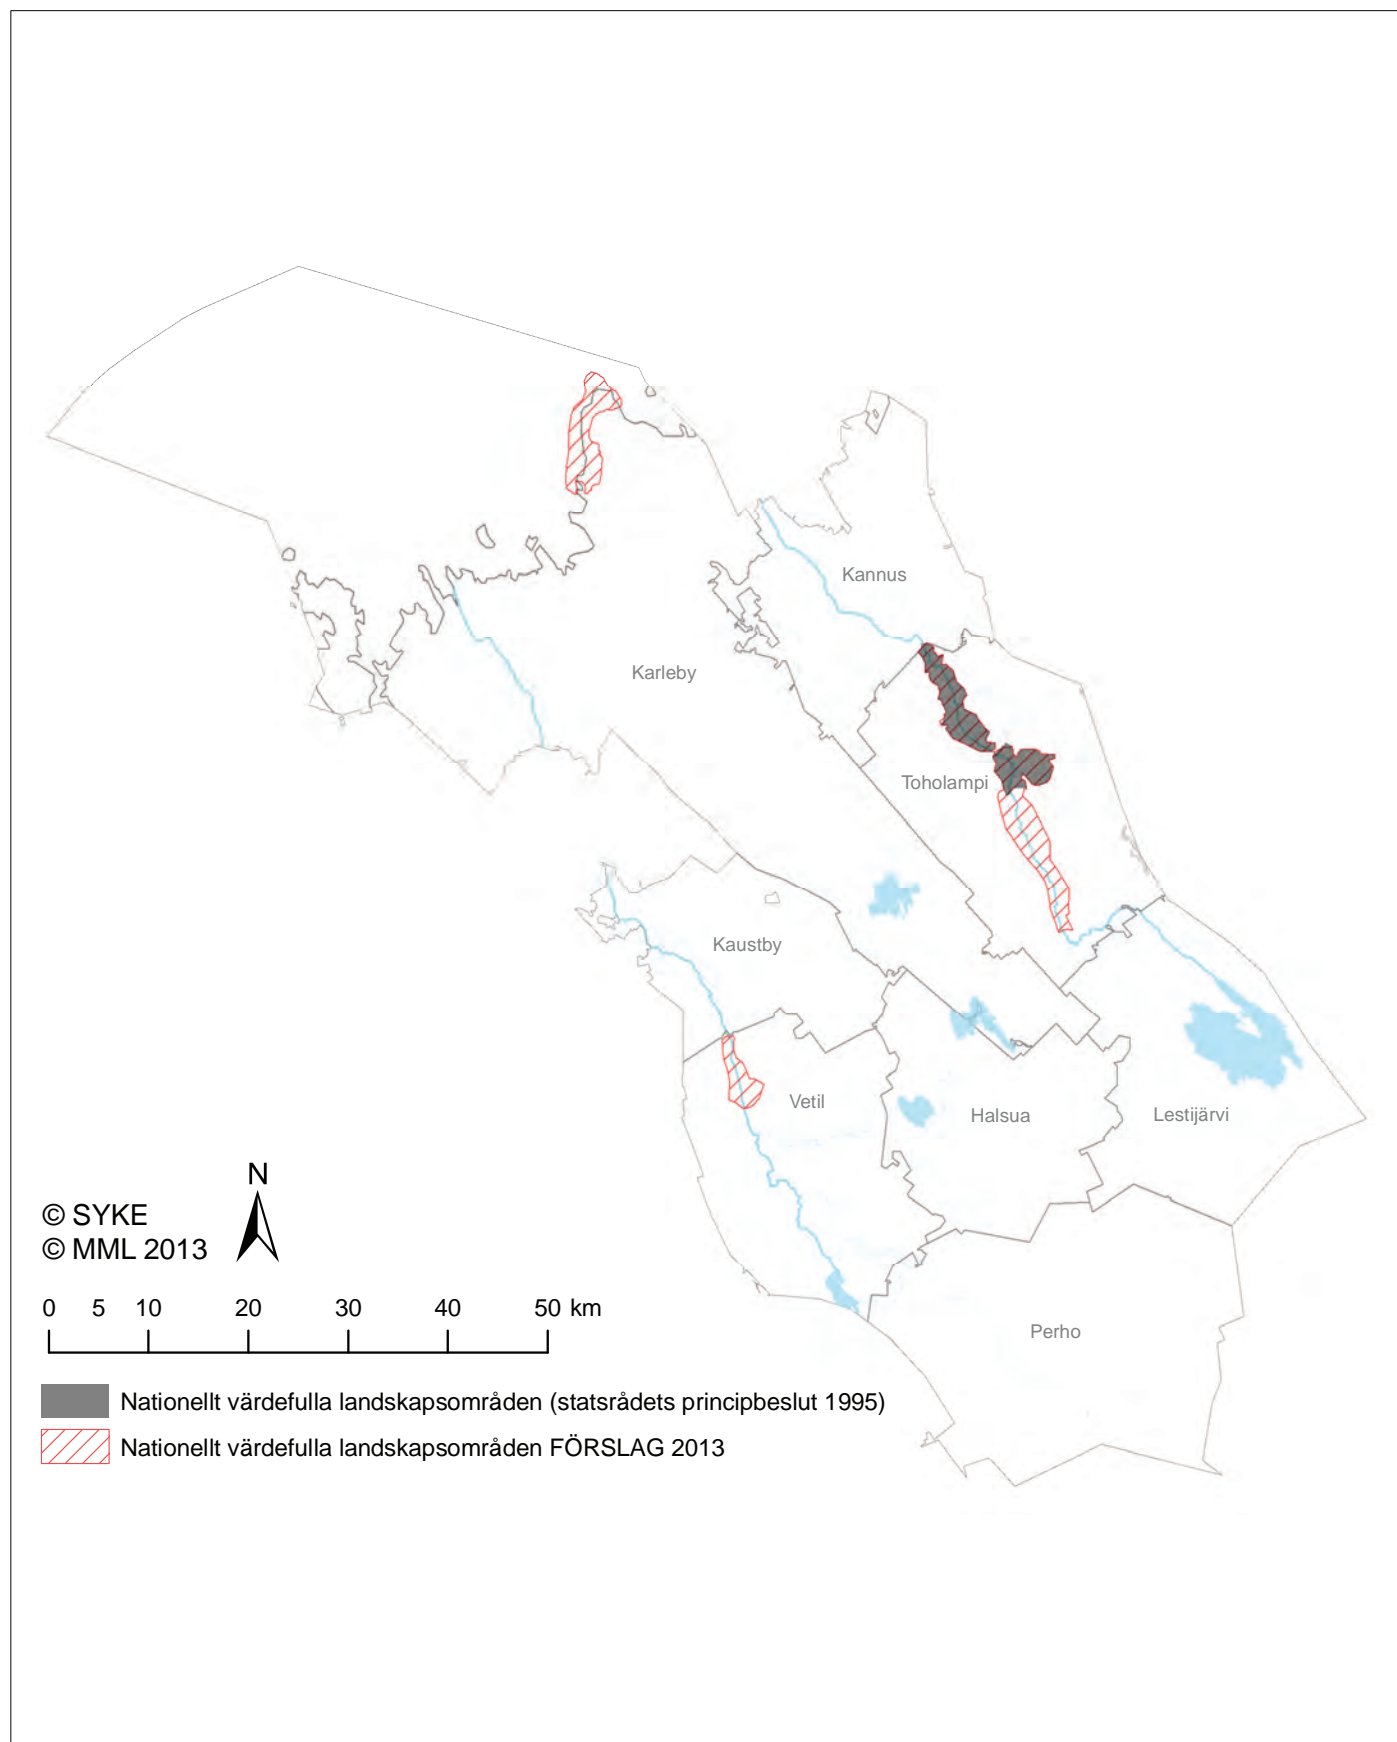 Kannus
Karleby
Toholampi
Kaustby
Vetil
Halsua
Lestijärvi
N
© SYKE
© MML 2013
0 5 10 20 30 40 50 km
Perho
Nationellt värdefulla landskapsområden (statsrådets principbeslut 1995)
Nationellt värdefulla landskapsområden FÖRSLAG 2013